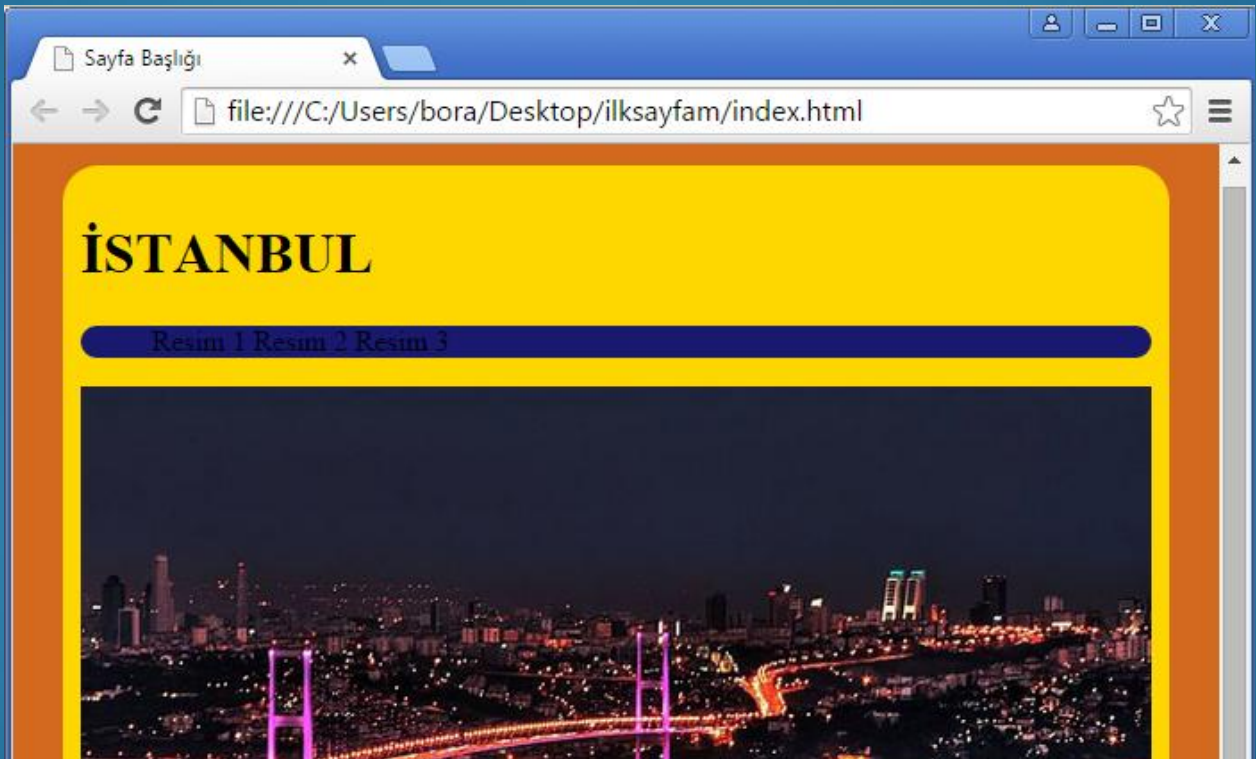 Sayfa Başlığı
file:///C:/Users/bora/Desktop/ilksayfam/index.html
İSTANBUL
Resim 1 Resim 2 Resim 3